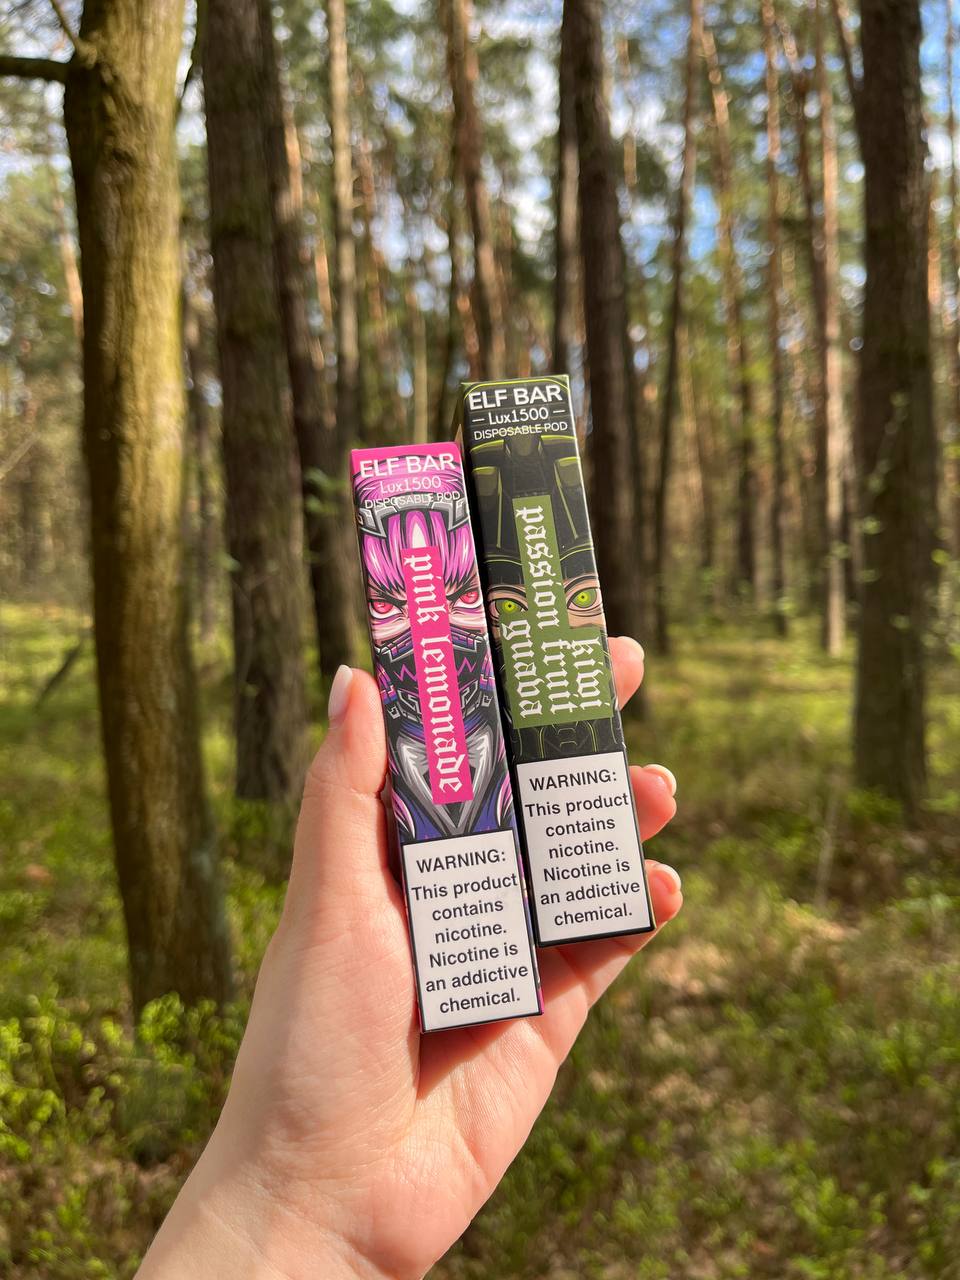 ELF BAR
Lux1500
DISPOSABLE POD
pink lemonade
WARNING:
This product
contains
nicotine.
Nicotine is
an addictive
chemical.
ELF BAR
— Lux1500 —
DISPOSABLE POD
kiwi
passion fruit
guava
WARNING:
This product
contains
nicotine.
Nicotine is
an addictive
chemical.